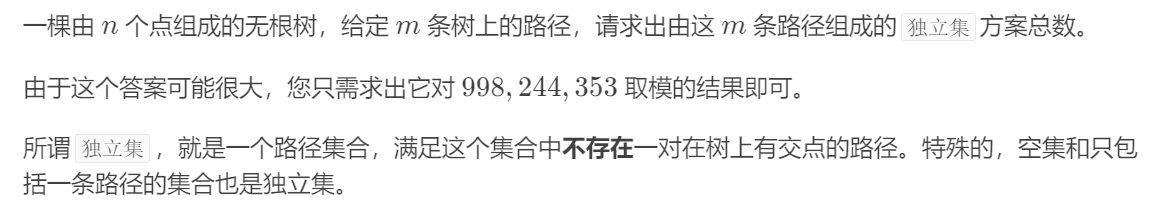 一棵由 n 个点组成的无根树，给定 m 条树上的路径，请求出由这 m 条路径组成的 独立集 方案总数。
由于这个答案可能很大，您只需求出它对 998, 244, 353 取模的结果即可。
所谓 独立集 ，就是一个路径集合，满足这个集合中不存在一对在树上有交点的路径。特殊的，空集和只包
括一条路径的集合也是独立集。